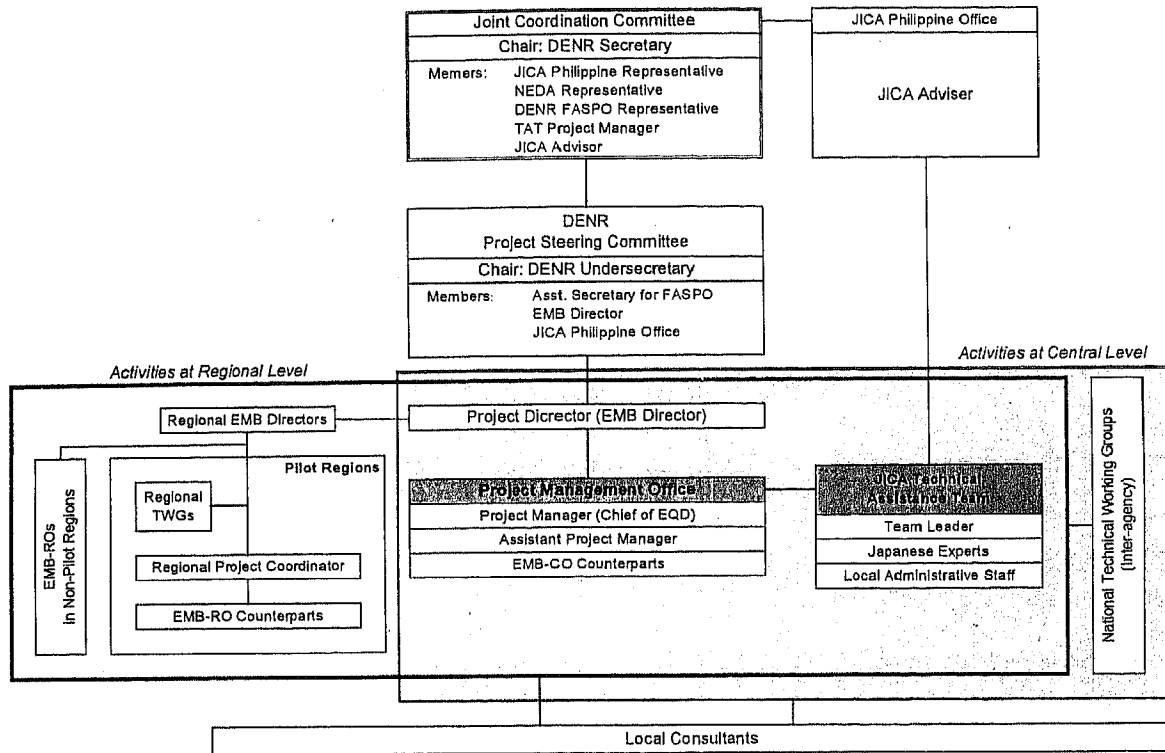 Joint Coordination Committee
Chair: DENR Secretary
Memers: JICA Philippine Representative
NEDA Representative
DENR FASPO Representative
TAT Project Manager
JICA Advisor
JICA Philippine Office
JICA Adviser
DENR
Project Steering Committee
Chair: DENR Undersecretary
Members: Asst. Secretary for FASPO
EMB Director
JICA Philippine Office
Activities at Regional Level
Activities at Central Level
Regional EMB Directors
Project Dicrector (EMB Director)
EMB-ROs
in Non-Pilot Regions
Pilot Regions
Regional
TWGs
Regional Project Coordinator
EMB-RO Counterparts
Project Management Office
Project Manager (Chief of EQD)
Assistant Project Manager
EMB-CO Counterparts
JICA Technical
Assistance Team
Team Leader
Japanese Experts
Local Administrative Staff
National Technical Working Groups
(Inter-agency)
Local Consultants